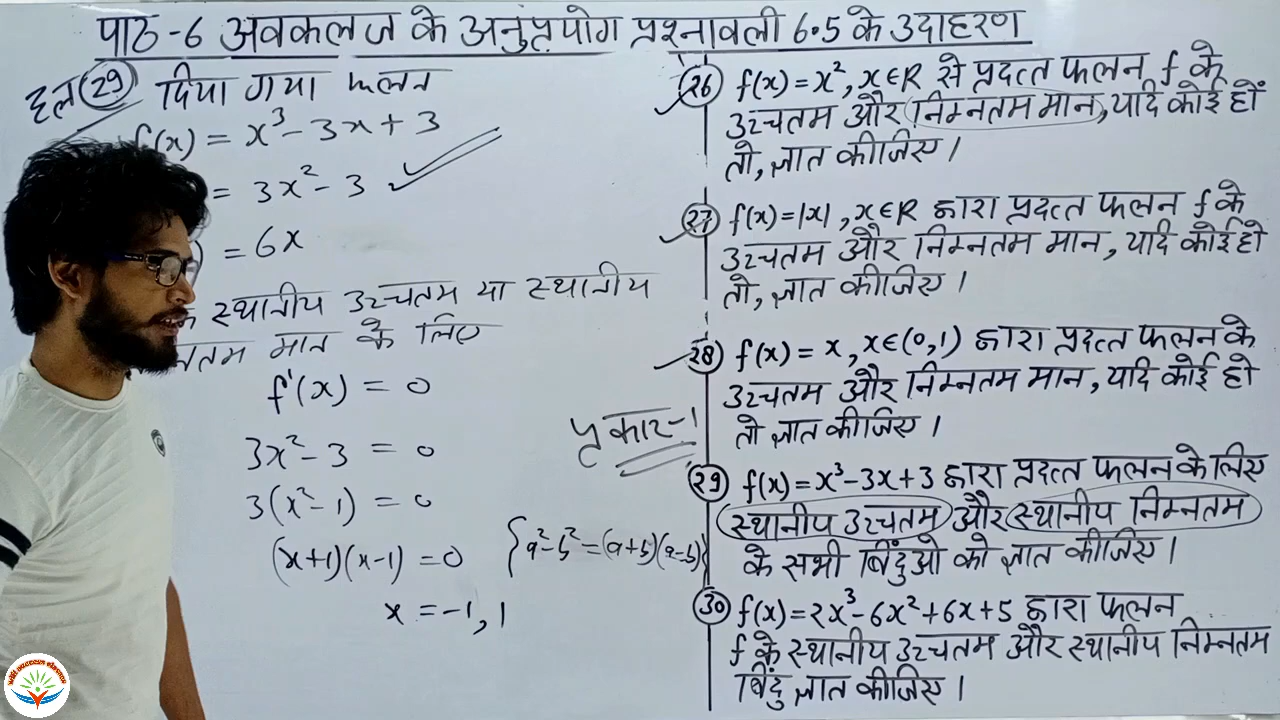 पाठ-6 अवकलज के अनुप्रयोग प्रश्नावली 6.5 के उदाहरण
हल (29) दिया गया फलन
f(x) = x³ - 3x + 3
= 3x² - 3
= 6x
के स्थानीय उच्चतम या स्थानीय
मान के लिए
f'(x) = 0
3x² - 3 = 0
3(x² - 1) = 0
(x+1)(x-1) = 0 {a²-b² = (a+b)(a-b)}
x = -1, 1
प्रकार-1
(26) f(x) = x², x∈R से प्रदत्त फलन f के
उच्चतम और निम्नतम मान, यदि कोई हों
तो, ज्ञात कीजिए।
(27) f(x) = |x|, x∈R द्वारा प्रदत्त फलन f के
उच्चतम और निम्नतम मान, यदि कोई हो
तो, ज्ञात कीजिए।
(28) f(x) = x, x∈(0,1) द्वारा प्रदत्त फलन के
उच्चतम और निम्नतम मान, यदि कोई हो
तो ज्ञात कीजिए।
(29) f(x) = x³-3x+3 द्वारा प्रदत्त फलन के लिए
स्थानीय उच्चतम और स्थानीय निम्नतम
के सभी बिंदुओ को ज्ञात कीजिए।
(30) f(x) = 2x³-6x²+6x+5 द्वारा फलन
f के स्थानीय उच्चतम और स्थानीय निम्नतम
बिंदु ज्ञात कीजिए।